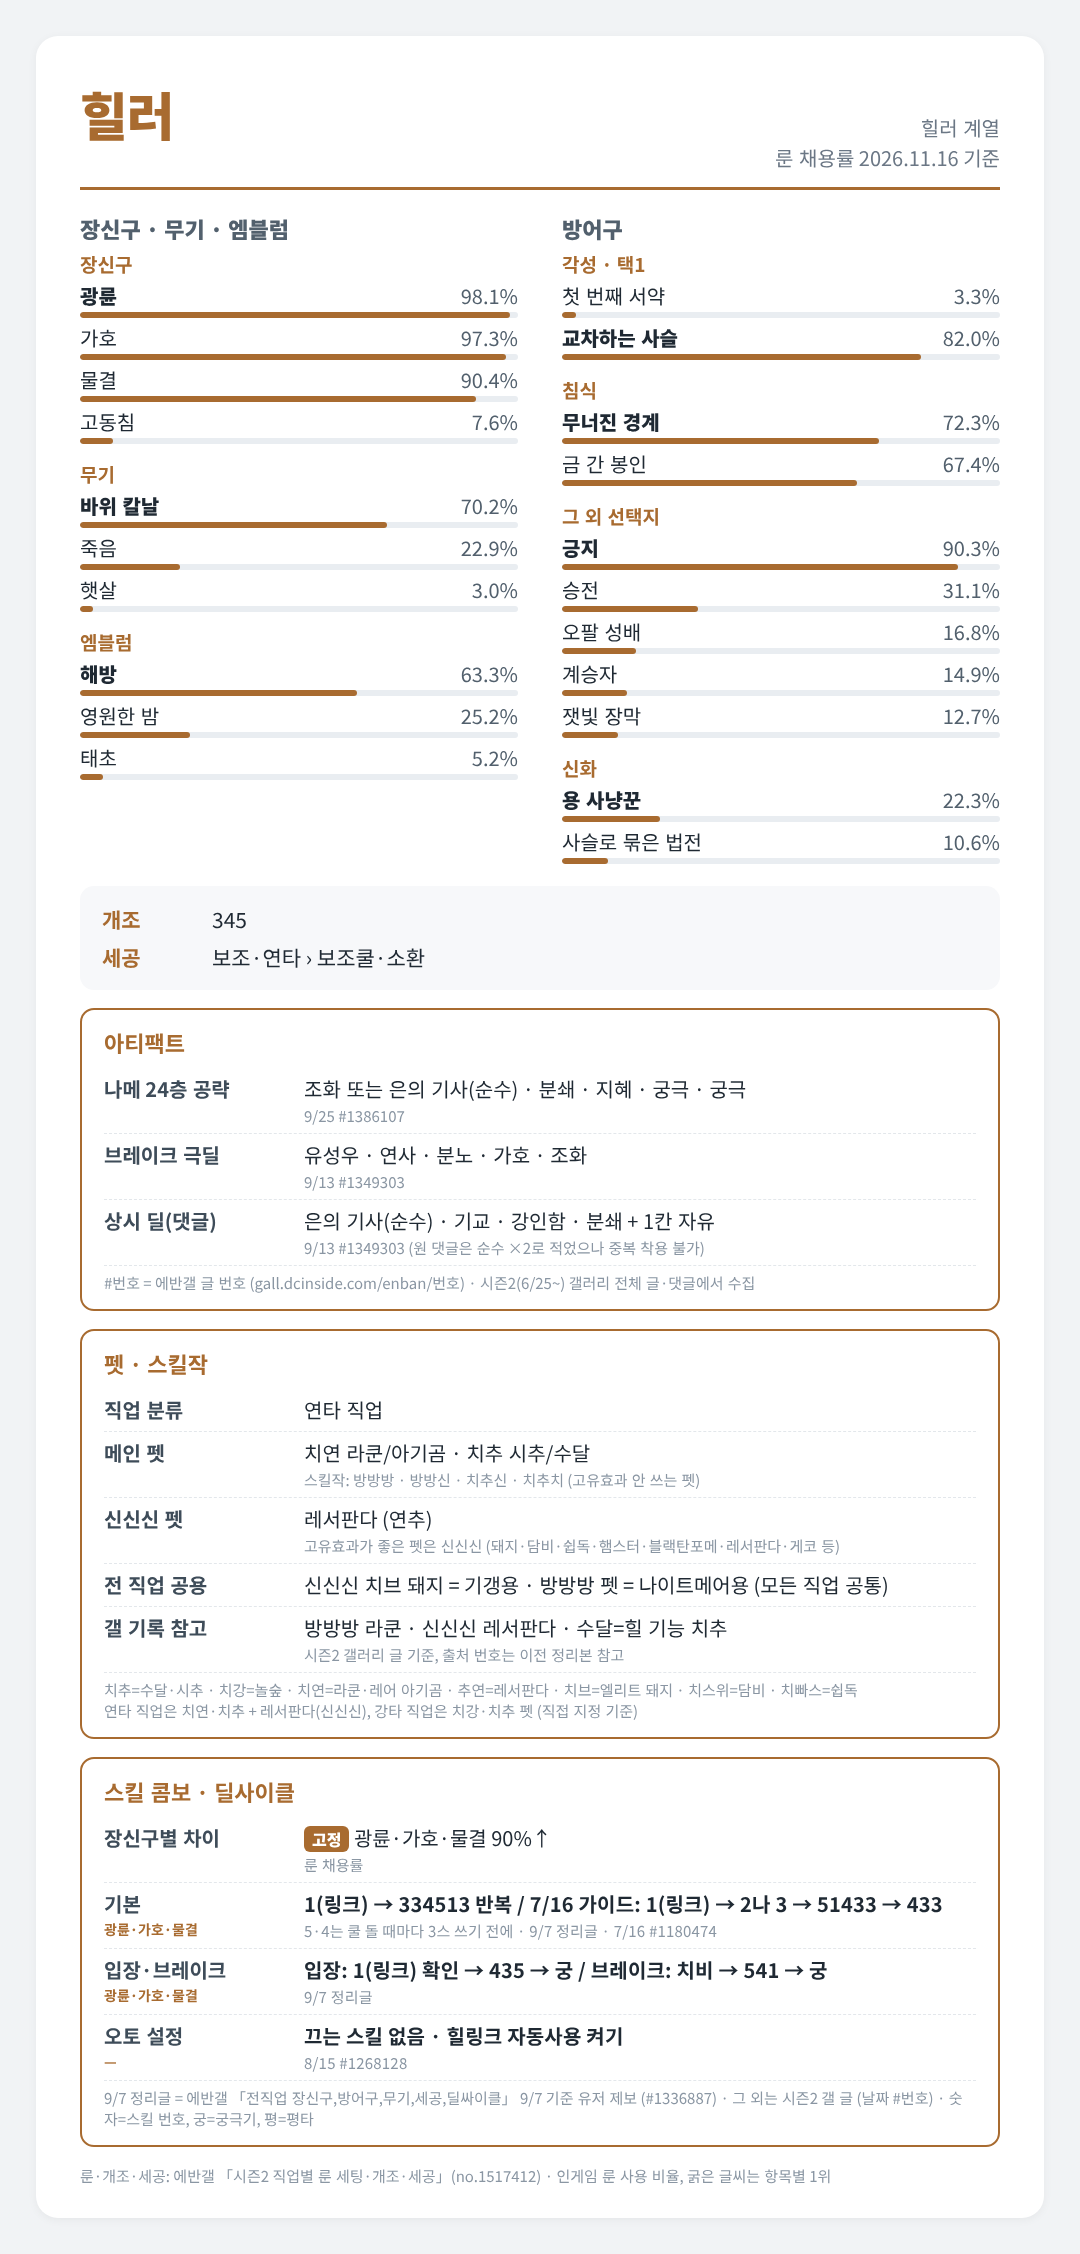 힐러
힐러 계열
룬 채용률 2026.11.16 기준
장신구 · 무기 · 엠블럼
장신구
광륜 98.1%
가호 97.3%
물결 90.4%
고동침 7.6%
무기
바위 칼날 70.2%
죽음 22.9%
햇살 3.0%
엠블럼
해방 63.3%
영원한 밤 25.2%
태초 5.2%
방어구
각성 · 택1
첫 번째 서약 3.3%
교차하는 사슬 82.0%
침식
무너진 경계 72.3%
금 간 봉인 67.4%
그 외 선택지
긍지 90.3%
승전 31.1%
오팔 성배 16.8%
계승자 14.9%
잿빛 장막 12.7%
신화
용 사냥꾼 22.3%
사슬로 묶은 법전 10.6%
개조 345
세공 보조·연타 › 보조쿨·소환
아티팩트
나메 24층 공략 조화 또는 은의 기사(순수) · 분쇄 · 지혜 · 궁극 · 궁극
9/25 #1386107
브레이크 극딜 유성우 · 연사 · 분노 · 가호 · 조화
9/13 #1349303
상시 딜(댓글) 은의 기사(순수) · 기교 · 강인함 · 분쇄 + 1칸 자유
9/13 #1349303 (원 댓글은 순수 ×2로 적었으나 중복 착용 불가)
#번호 = 에반갤 글 번호 (gall.dcinside.com/enban/번호) · 시즌2(6/25~) 갤러리 전체 글·댓글에서 수집
펫 · 스킬작
직업 분류 연타 직업
메인 펫 치연 라쿤/아기곰 · 치추 시추/수달
스킬작: 방방방 · 방방신 · 치추신 · 치추치 (고유효과 안 쓰는 펫)
신신신 펫 레서판다 (연추)
고유효과가 좋은 펫은 신신신 (돼지·담비·쉽독·햄스터·블랙탄포메·레서판다·게코 등)
전 직업 공용 신신신 치브 돼지 = 기갱용 · 방방방 펫 = 나이트메어용 (모든 직업 공통)
갤 기록 참고 방방방 라쿤 · 신신신 레서판다 · 수달=힐 기능 치추
시즌2 갤러리 글 기준, 출처 번호는 이전 정리본 참고
치추=수달·시추 · 치강=놀숲 · 치연=라쿤·레어 아기곰 · 추연=레서판다 · 치브=엘리트 돼지 · 치스위=담비 · 치빠스=쉽독
연타 직업은 치연·치추 + 레서판다(신신신), 강타 직업은 치강·치추 펫 (직접 지정 기준)
스킬 콤보 · 딜사이클
장신구별 차이 고정 광륜·가호·물결 90%↑
룬 채용률
기본 1(링크) → 334513 반복 / 7/16 가이드: 1(링크) → 2나 3 → 51433 → 433
광륜·가호·물결 5·4는 쿨 돌 때마다 3스 쓰기 전에 · 9/7 정리글 · 7/16 #1180474
입장·브레이크 입장: 1(링크) 확인 → 435 → 궁 / 브레이크: 치비 → 541 → 궁
광륜·가호·물결 9/7 정리글
오토 설정 끄는 스킬 없음 · 힐링크 자동사용 켜기
— 8/15 #1268128
9/7 정리글 = 에반갤 「전직업 장신구,방어구,무기,세공,딜싸이클」 9/7 기준 유저 제보 (#1336887) · 그 외는 시즌2 갤 글 (날짜 #번호) · 숫
자=스킬 번호, 궁=궁극기, 평=평타
룬·개조·세공: 에반갤 「시즌2 직업별 룬 세팅·개조·세공」(no.1517412) · 인게임 룬 사용 비율, 굵은 글씨는 항목별 1위